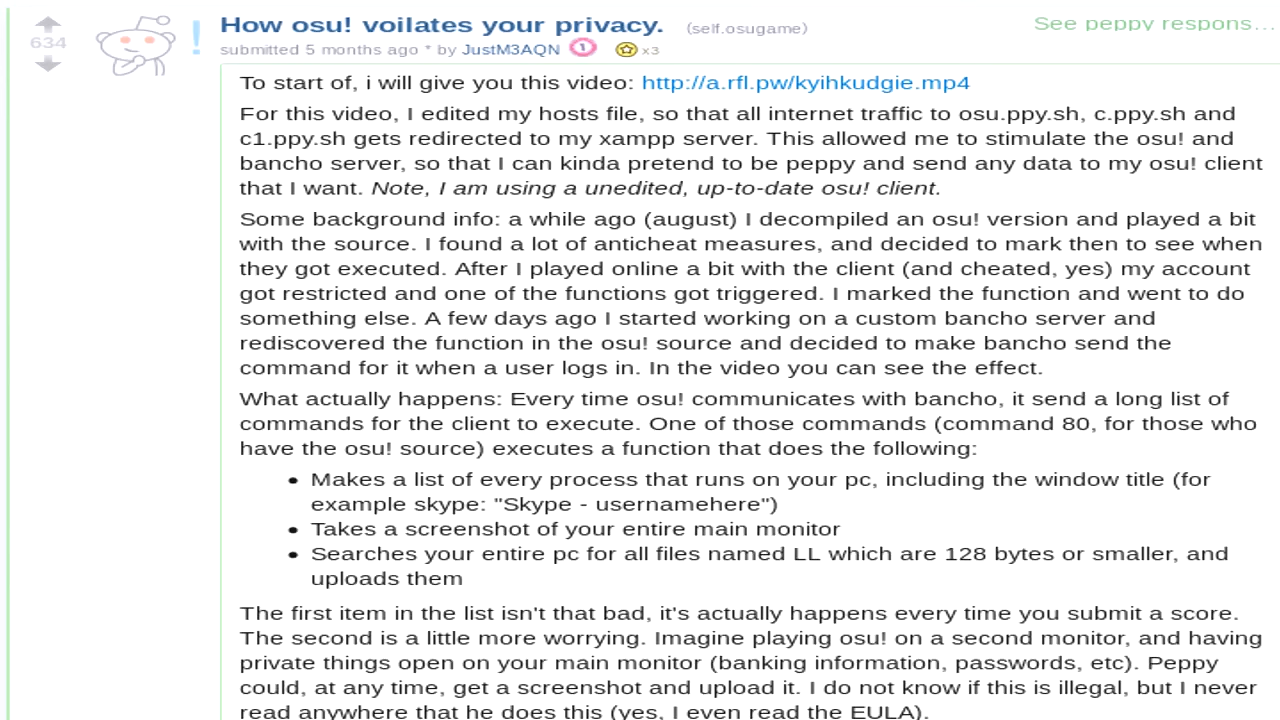 How osu! voilates your privacy. (self.osugame) See peppy respons...
634
submitted 5 months ago * by JustM3AQN 1 x3
To start of, i will give you this video: http://a.rfl.pw/kyihkudgie.mp4
For this video, I edited my hosts file, so that all internet traffic to osu.ppy.sh, c.ppy.sh and
c1.ppy.sh gets redirected to my xampp server. This allowed me to stimulate the osu! and
bancho server, so that I can kinda pretend to be peppy and send any data to my osu! client
that I want. Note, I am using a unedited, up-to-date osu! client.
Some background info: a while ago (august) I decompiled an osu! version and played a bit
with the source. I found a lot of anticheat measures, and decided to mark then to see when
they got executed. After I played online a bit with the client (and cheated, yes) my account
got restricted and one of the functions got triggered. I marked the function and went to do
something else. A few days ago I started working on a custom bancho server and
rediscovered the function in the osu! source and decided to make bancho send the
command for it when a user logs in. In the video you can see the effect.
What actually happens: Every time osu! communicates with bancho, it send a long list of
commands for the client to execute. One of those commands (command 80, for those who
have the osu! source) executes a function that does the following:
• Makes a list of every process that runs on your pc, including the window title (for
example skype: "Skype - usernamehere")
• Takes a screenshot of your entire main monitor
• Searches your entire pc for all files named LL which are 128 bytes or smaller, and
uploads them
The first item in the list isn't that bad, it's actually happens every time you submit a score.
The second is a little more worrying. Imagine playing osu! on a second monitor, and having
private things open on your main monitor (banking information, passwords, etc). Peppy
could, at any time, get a screenshot and upload it. I do not know if this is illegal, but I never
read anywhere that he does this (yes, I even read the EULA).